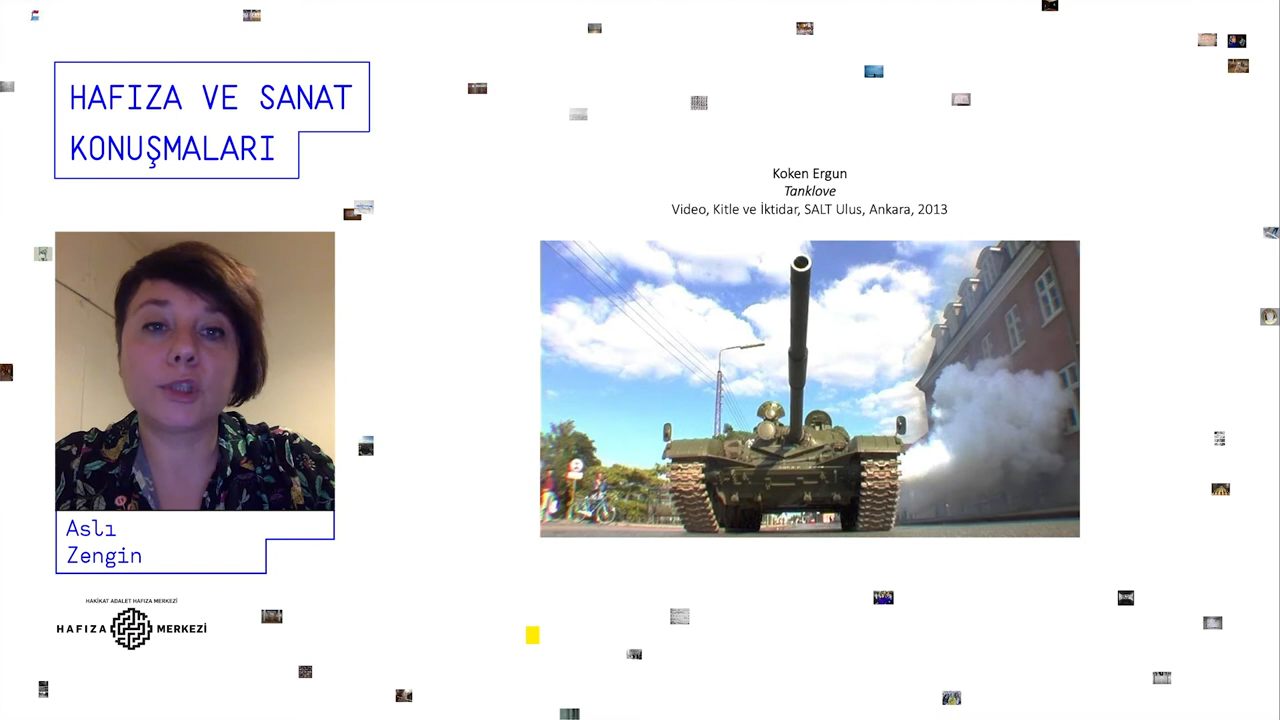 HAFIZA VE SANAT
KONUŞMALARI
Koken Ergun
Tanklove
Video, Kitle ve İktidar, SALT Ulus, Ankara, 2013
Aslı
Zengin
HAKİKAT ADALET HAFIZA MERKEZİ
HAFIZA MERKEZİ